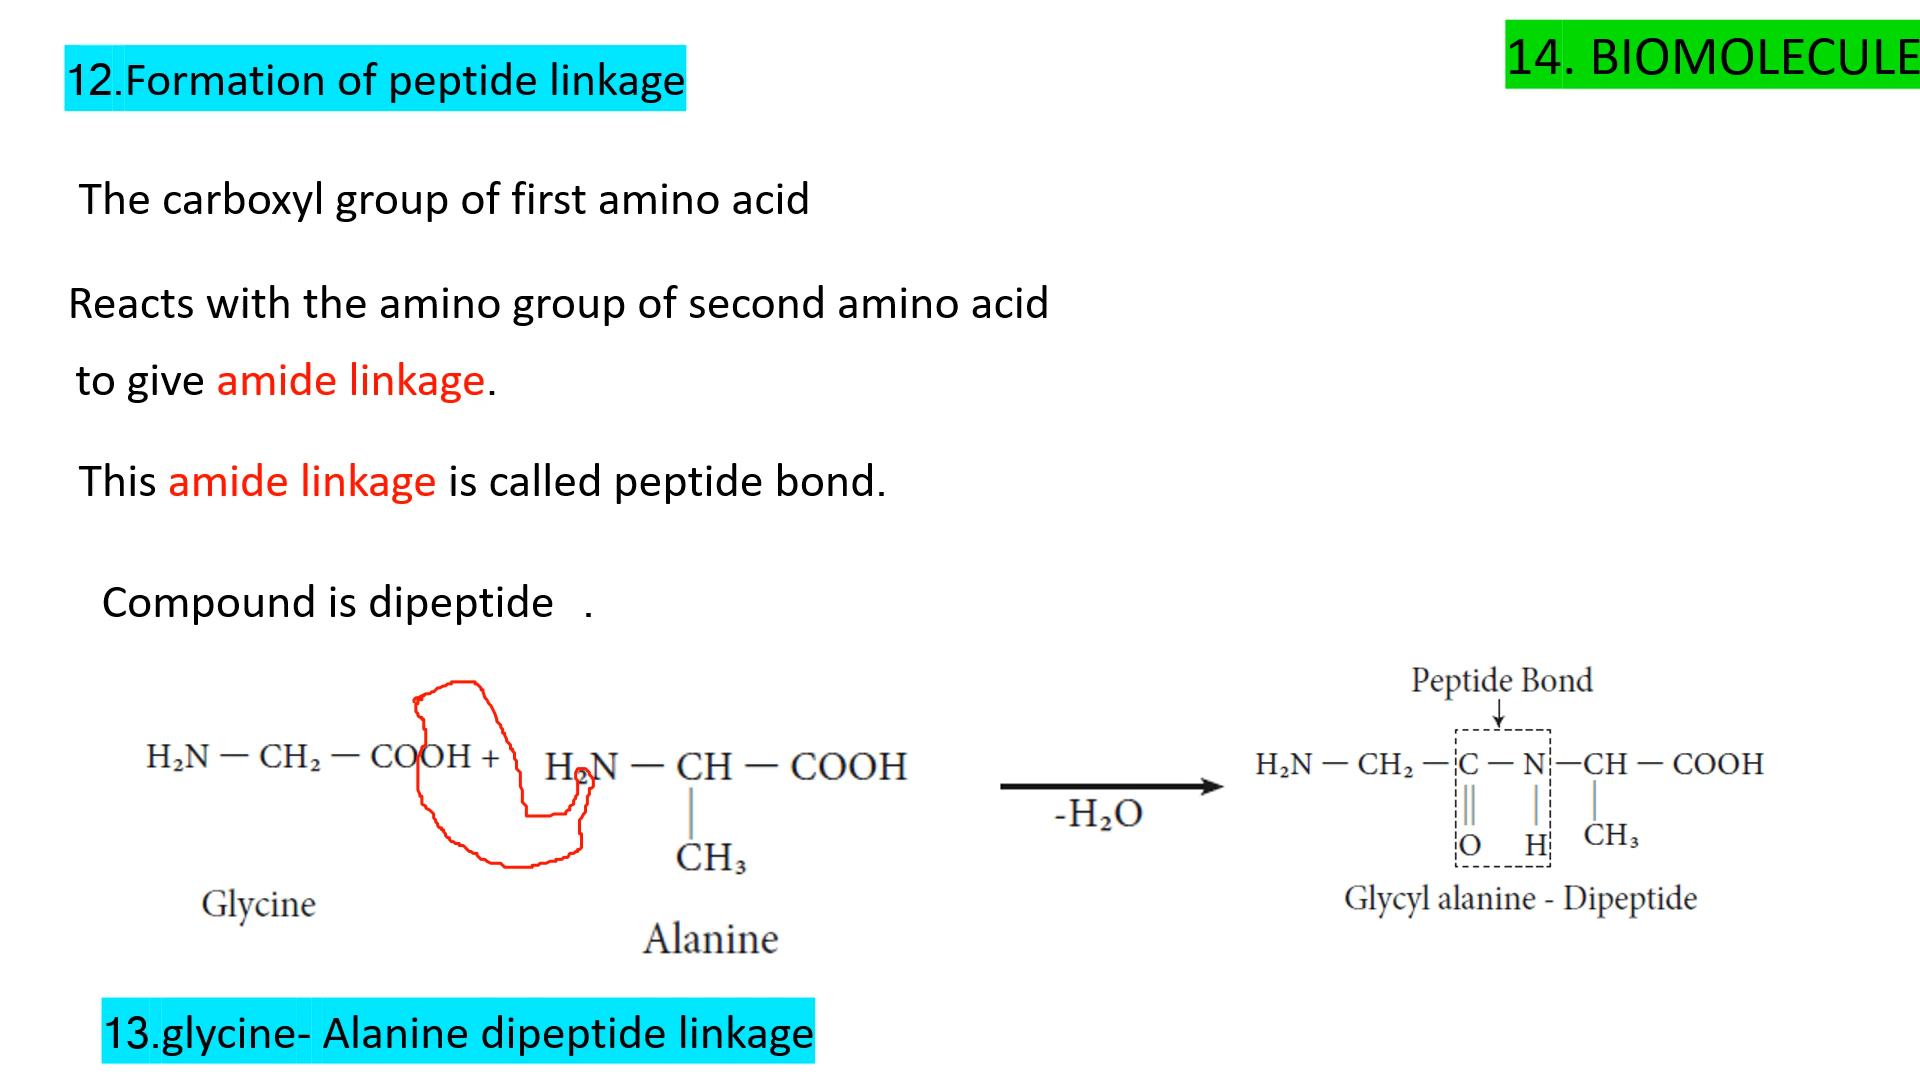 12.Formation of peptide linkage
14. BIOMOLECULE
The carboxyl group of first amino acid
Reacts with the amino group of second amino acid
to give amide linkage.
This amide linkage is called peptide bond.
Compound is dipeptide .
Peptide Bond
H₂N — CH₂ — COOH + H₂N — CH — COOH
H₂N — CH₂ — C — N — CH — COOH
-H₂O
CH₃
O H CH₃
Glycine
Alanine
Glycyl alanine - Dipeptide
13.glycine- Alanine dipeptide linkage